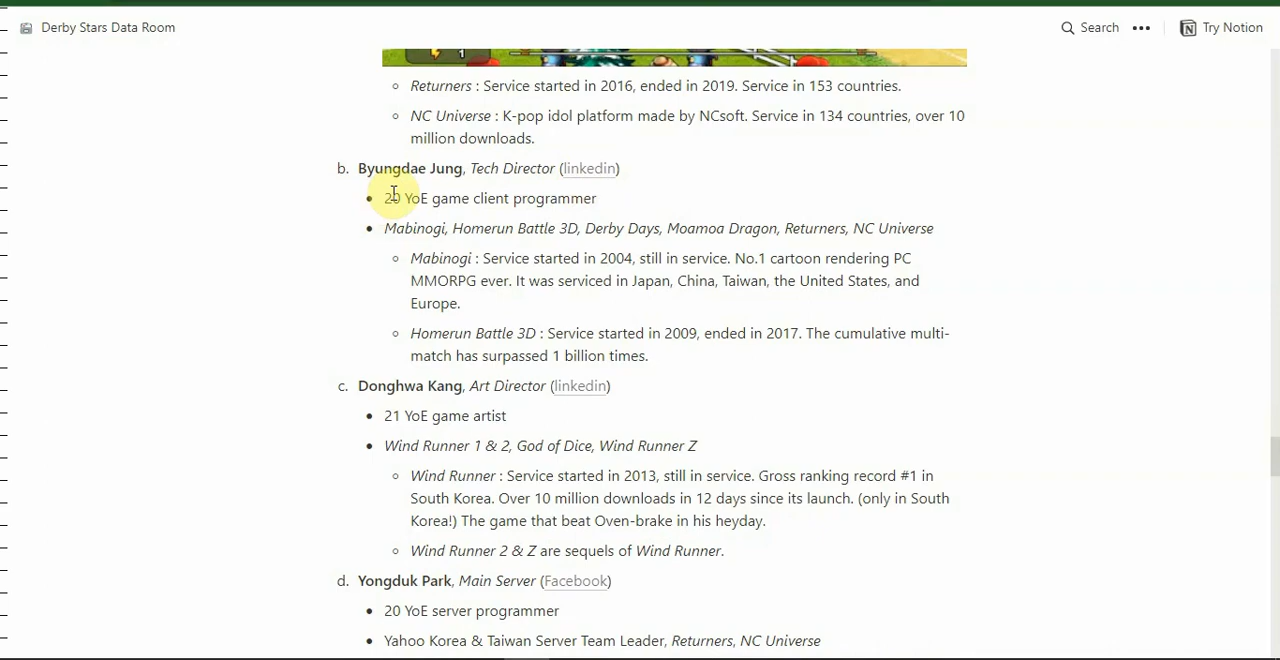 Derby Stars Data Room
Search ••• Try Notion
1
◦ Returners : Service started in 2016, ended in 2019. Service in 153 countries.
◦ NC Universe : K-pop idol platform made by NCsoft. Service in 134 countries, over 10
million downloads.
b. Byungdae Jung, Tech Director (linkedin)
• 20 YoE game client programmer
• Mabinogi, Homerun Battle 3D, Derby Days, Moamoa Dragon, Returners, NC Universe
◦ Mabinogi : Service started in 2004, still in service. No.1 cartoon rendering PC
MMORPG ever. It was serviced in Japan, China, Taiwan, the United States, and
Europe.
◦ Homerun Battle 3D : Service started in 2009, ended in 2017. The cumulative multi-
match has surpassed 1 billion times.
c. Donghwa Kang, Art Director (linkedin)
• 21 YoE game artist
• Wind Runner 1 & 2, God of Dice, Wind Runner Z
◦ Wind Runner : Service started in 2013, still in service. Gross ranking record #1 in
South Korea. Over 10 million downloads in 12 days since its launch. (only in South
Korea!) The game that beat Oven-brake in his heyday.
◦ Wind Runner 2 & Z are sequels of Wind Runner.
d. Yongduk Park, Main Server (Facebook)
• 20 YoE server programmer
• Yahoo Korea & Taiwan Server Team Leader, Returners, NC Universe